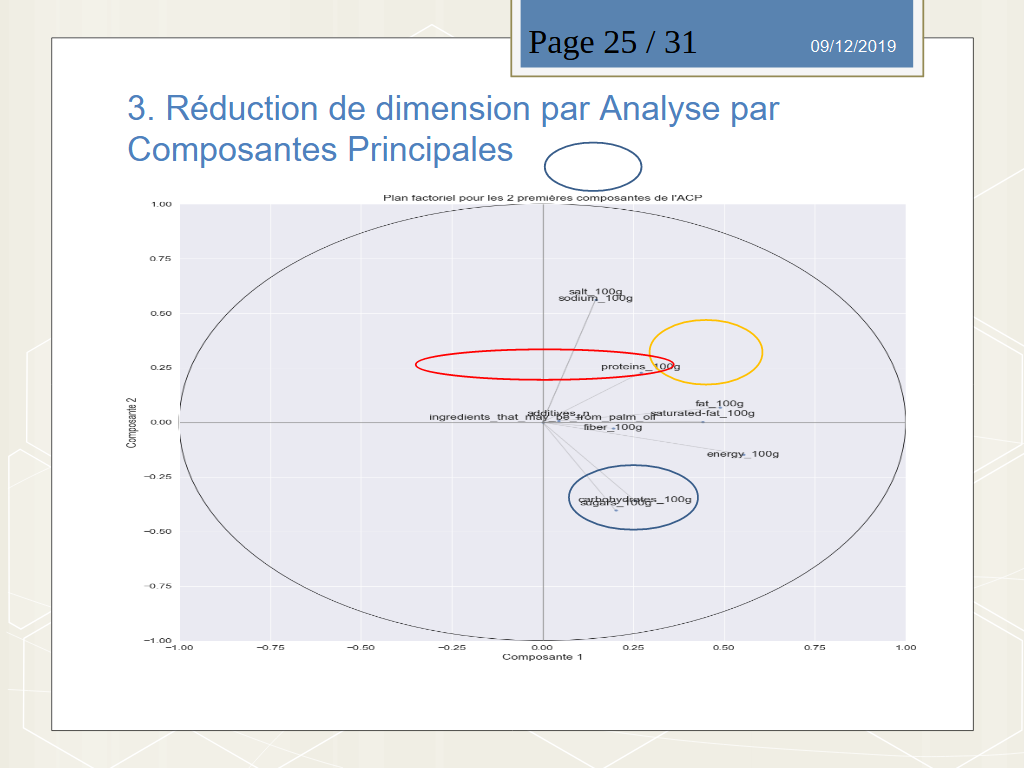 Page 25 / 31
09/12/2019
3. Réduction de dimension par Analyse par
Composantes Principales
Plan factoriel pour les 2 premières composantes de l'ACP
1.00
0.75
0.50
0.25
0.00
−0.25
−0.50
−0.75
−1.00
Composante 2
salt_100g
sodium_100g
proteins_100g
fat_100g
additives_n
saturated-fat_100g
ingredients_that_may_be_from_palm_oil
fiber_100g
energy_100g
carbohydrates_100g
sugars_100g
−1.00 −0.75 −0.50 −0.25 0.00 0.25 0.50 0.75 1.00
Composante 1